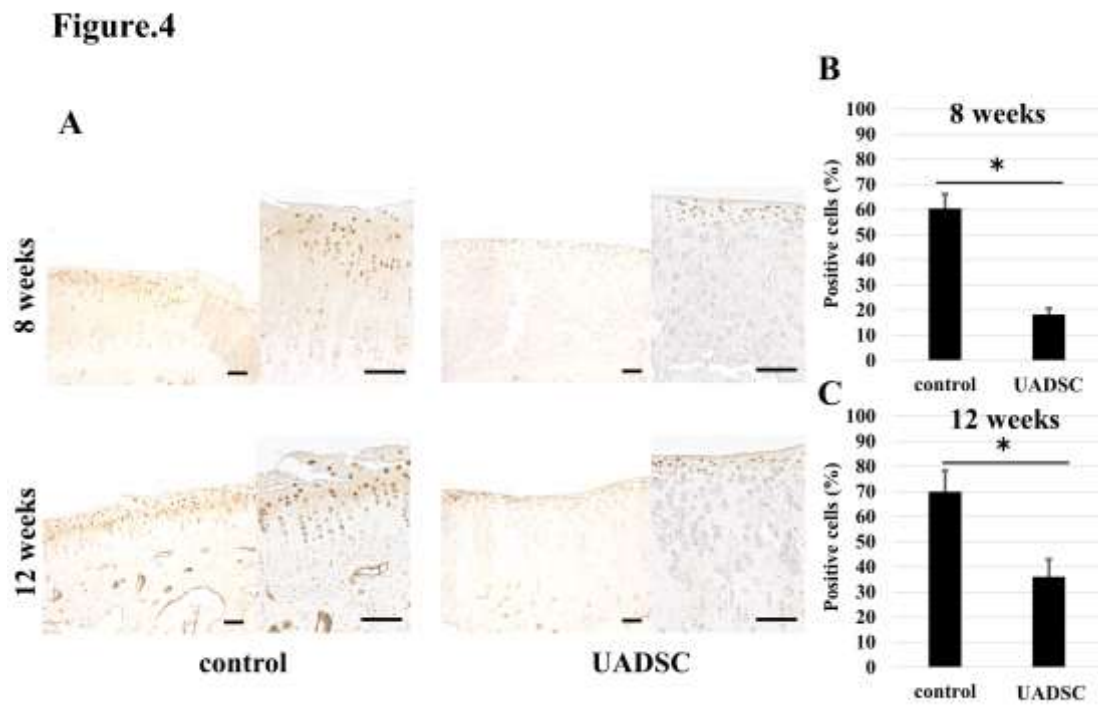 Figure.4
A
8 weeks
12 weeks
control
UADSC
B
8 weeks
*
Positive cells (%)
100
90
80
70
60
50
40
30
20
10
0
control
UADSC
C
12 weeks
*
Positive cells (%)
100
90
80
70
60
50
40
30
20
10
0
control
UADSC